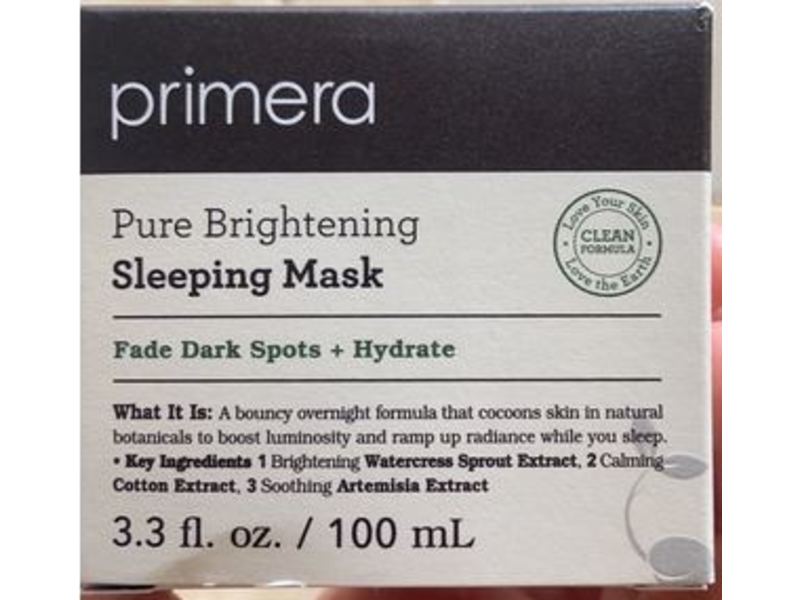 primera
Pure Brightening
Sleeping Mask
Love Your Skin
CLEAN
FORMULA
Love the Earth
Fade Dark Spots + Hydrate
What It Is: A bouncy overnight formula that cocoons skin in natural
botanicals to boost luminosity and ramp up radiance while you sleep.
• Key Ingredients 1 Brightening Watercress Sprout Extract, 2 Calming
Cotton Extract, 3 Soothing Artemisia Extract
3.3 fl. oz. / 100 mL